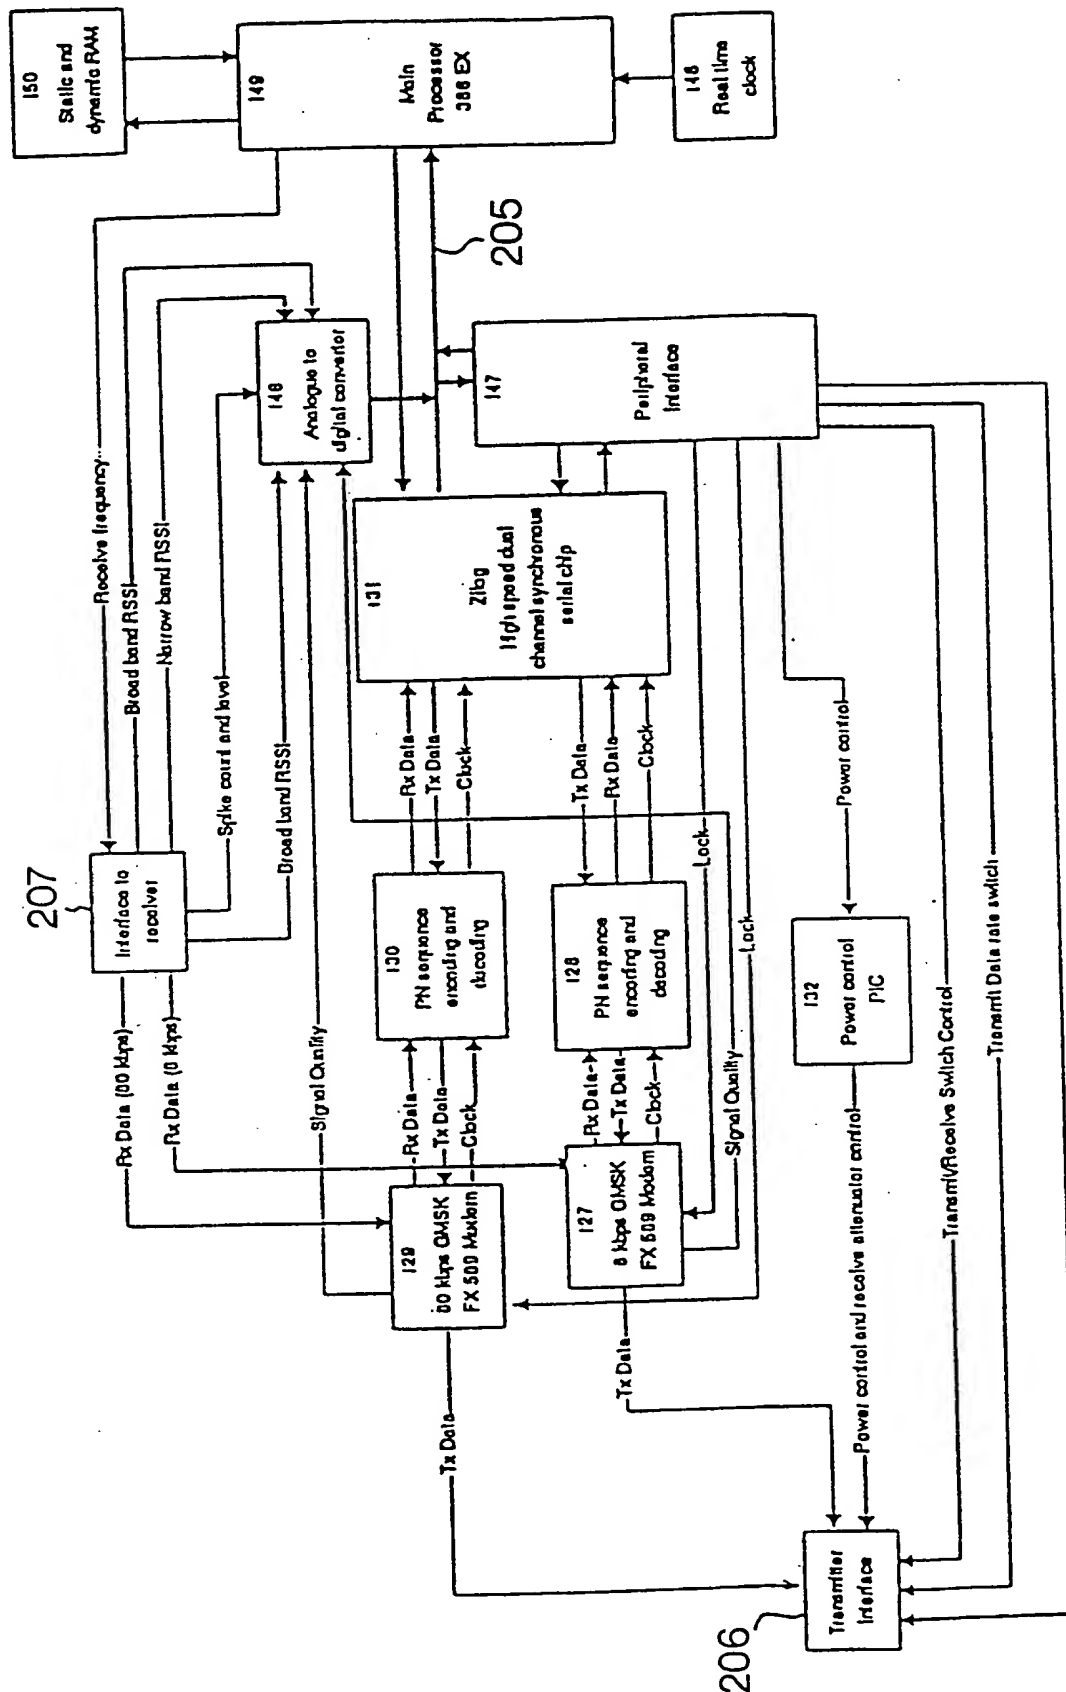 150
Static and
dynamic RAM
149
Main
Processor
386 EX
148
Real time
clock
205
Receive frequency
Broad band RSSI
Narrow band RSSI
146
Analogue to
digital convertor
147
Peripheral
Interface
207
Interface to
receiver
Spike count and level
Broad band RSSI
Signal Quality
131
Zilog
High speed dual
channel synchronous
serial chip
Rx Data
Tx Data
Clock
Tx Data
Rx Data
Clock
Lock
Lock
Power control
Rx Data (80 kbps)
Rx Data (8 kbps)
130
PN sequence
encoding and
decoding
128
PN sequence
encoding and
decoding
132
Power control
PIC
Transmit/Receive Switch Control
Transmit Data rate switch
Rx Data
Tx Data
Clock
Rx Data
Tx Data
Clock
Signal Quality
129
80 kbps GMSK
FX 589 Modem
127
8 kbps GMSK
FX 589 Modem
Tx Data
Tx Data
Power control and receive attenuator control
206
Transmitter
Interface